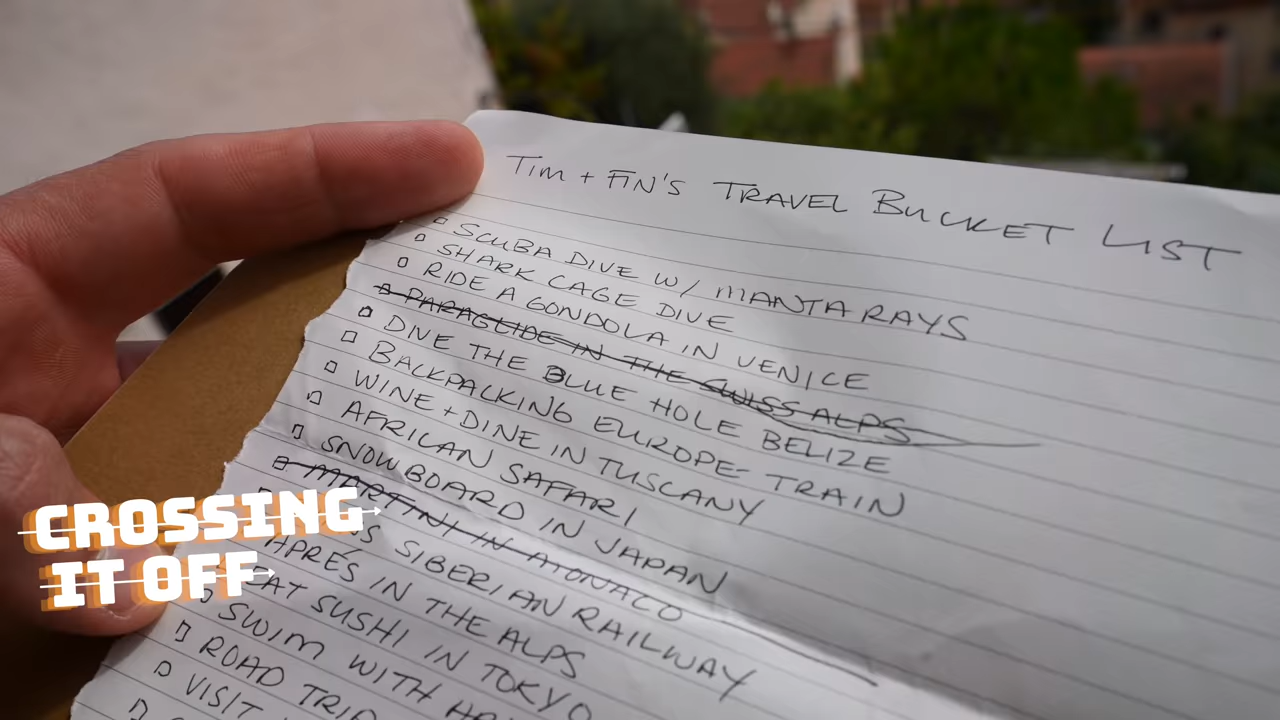 Tim + FIN'S TRAVEL BUCKET LIST
SCUBA DIVE W/ MANTA RAYS
SHARK CAGE DIVE
RIDE A GONDOLA IN VENICE
PARAGLIDE IN THE SWISS ALPS
DIVE THE BLUE HOLE BELIZE
BACKPACKING EUROPE - TRAIN
WINE + DINE IN TUSCANY
AFRICAN SAFARI
SNOWBOARD IN JAPAN
MARTINI IN MONACO
SIBERIAN RAILWAY
APRÉS IN THE ALPS
EAT SUSHI IN TOKYO
SWIM WITH
ROAD TRIP
VISIT
CROSSING
IT OFF